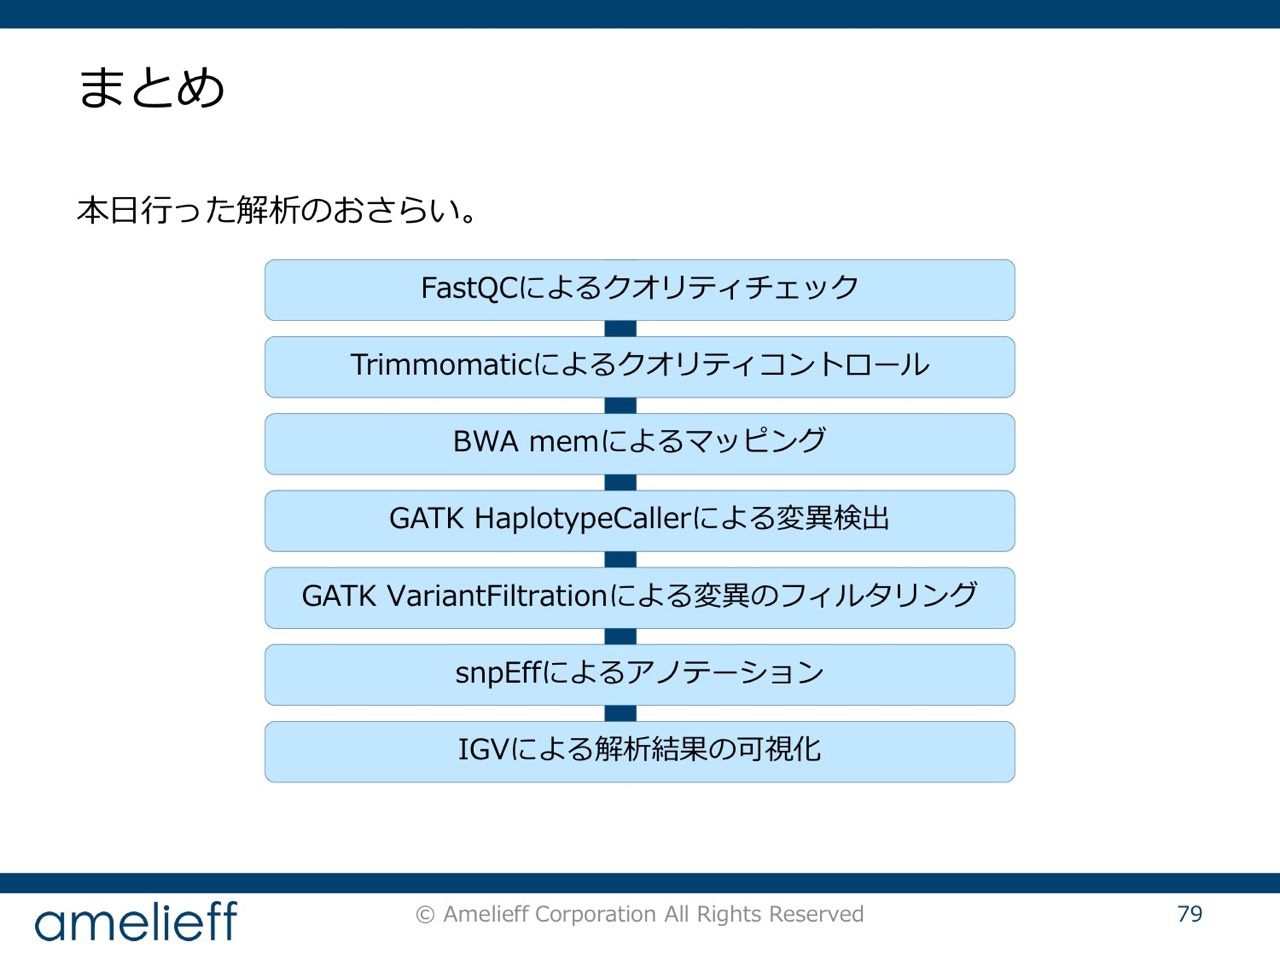 まとめ
本日行った解析のおさらい。
FastQCによるクオリティチェック
Trimmomaticによるクオリティコントロール
BWA memによるマッピング
GATK HaplotypeCallerによる変異検出
GATK VariantFiltrationによる変異のフィルタリング
snpEffによるアノテーション
IGVによる解析結果の可視化
amelieff
© Amelieff Corporation All Rights Reserved
79